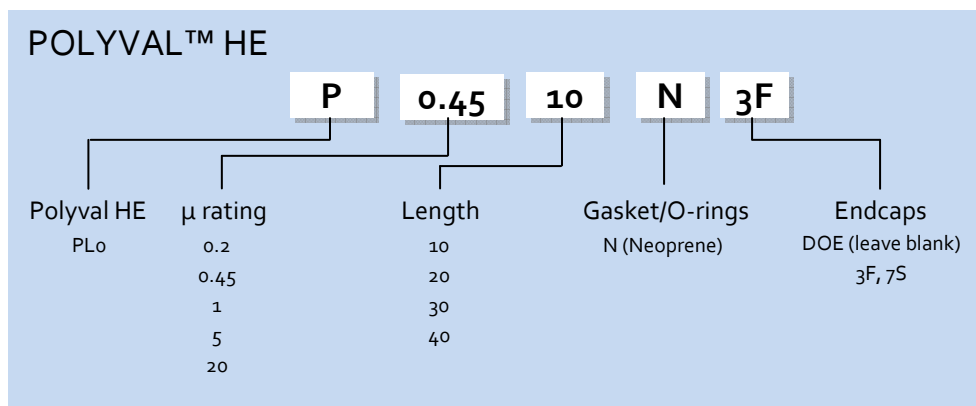 POLYVAL™ HE
P 0.45 10 N 3F
Polyval HE μ rating Length Gasket/O-rings Endcaps
PL0 0.2 10 N (Neoprene) DOE (leave blank)
0.45 20 3F, 7S
1 30
5 40
20